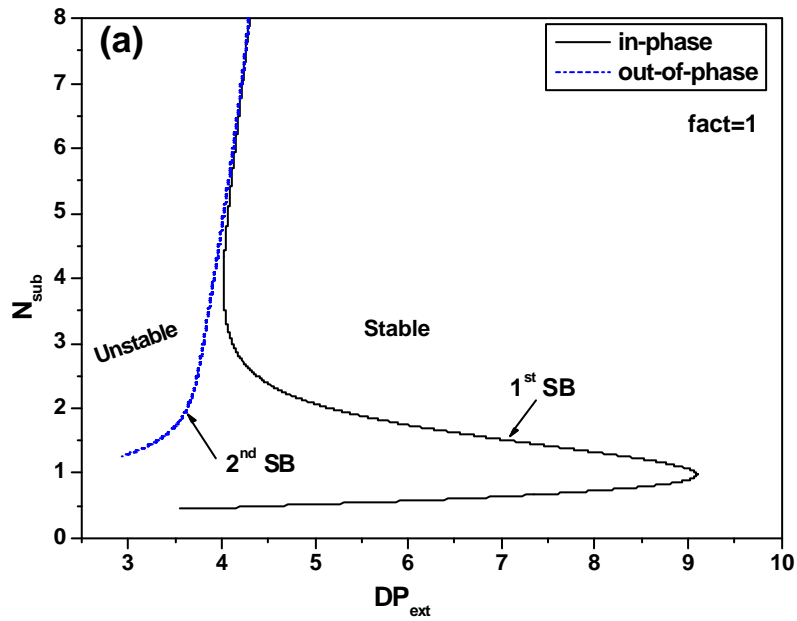 (a)
in-phase
out-of-phase
fact=1
8
7
6
5
4
3
2
1
0
N_sub
Unstable
Stable
1^st SB
2^nd SB
3 4 5 6 7 8 9 10
DP_ext